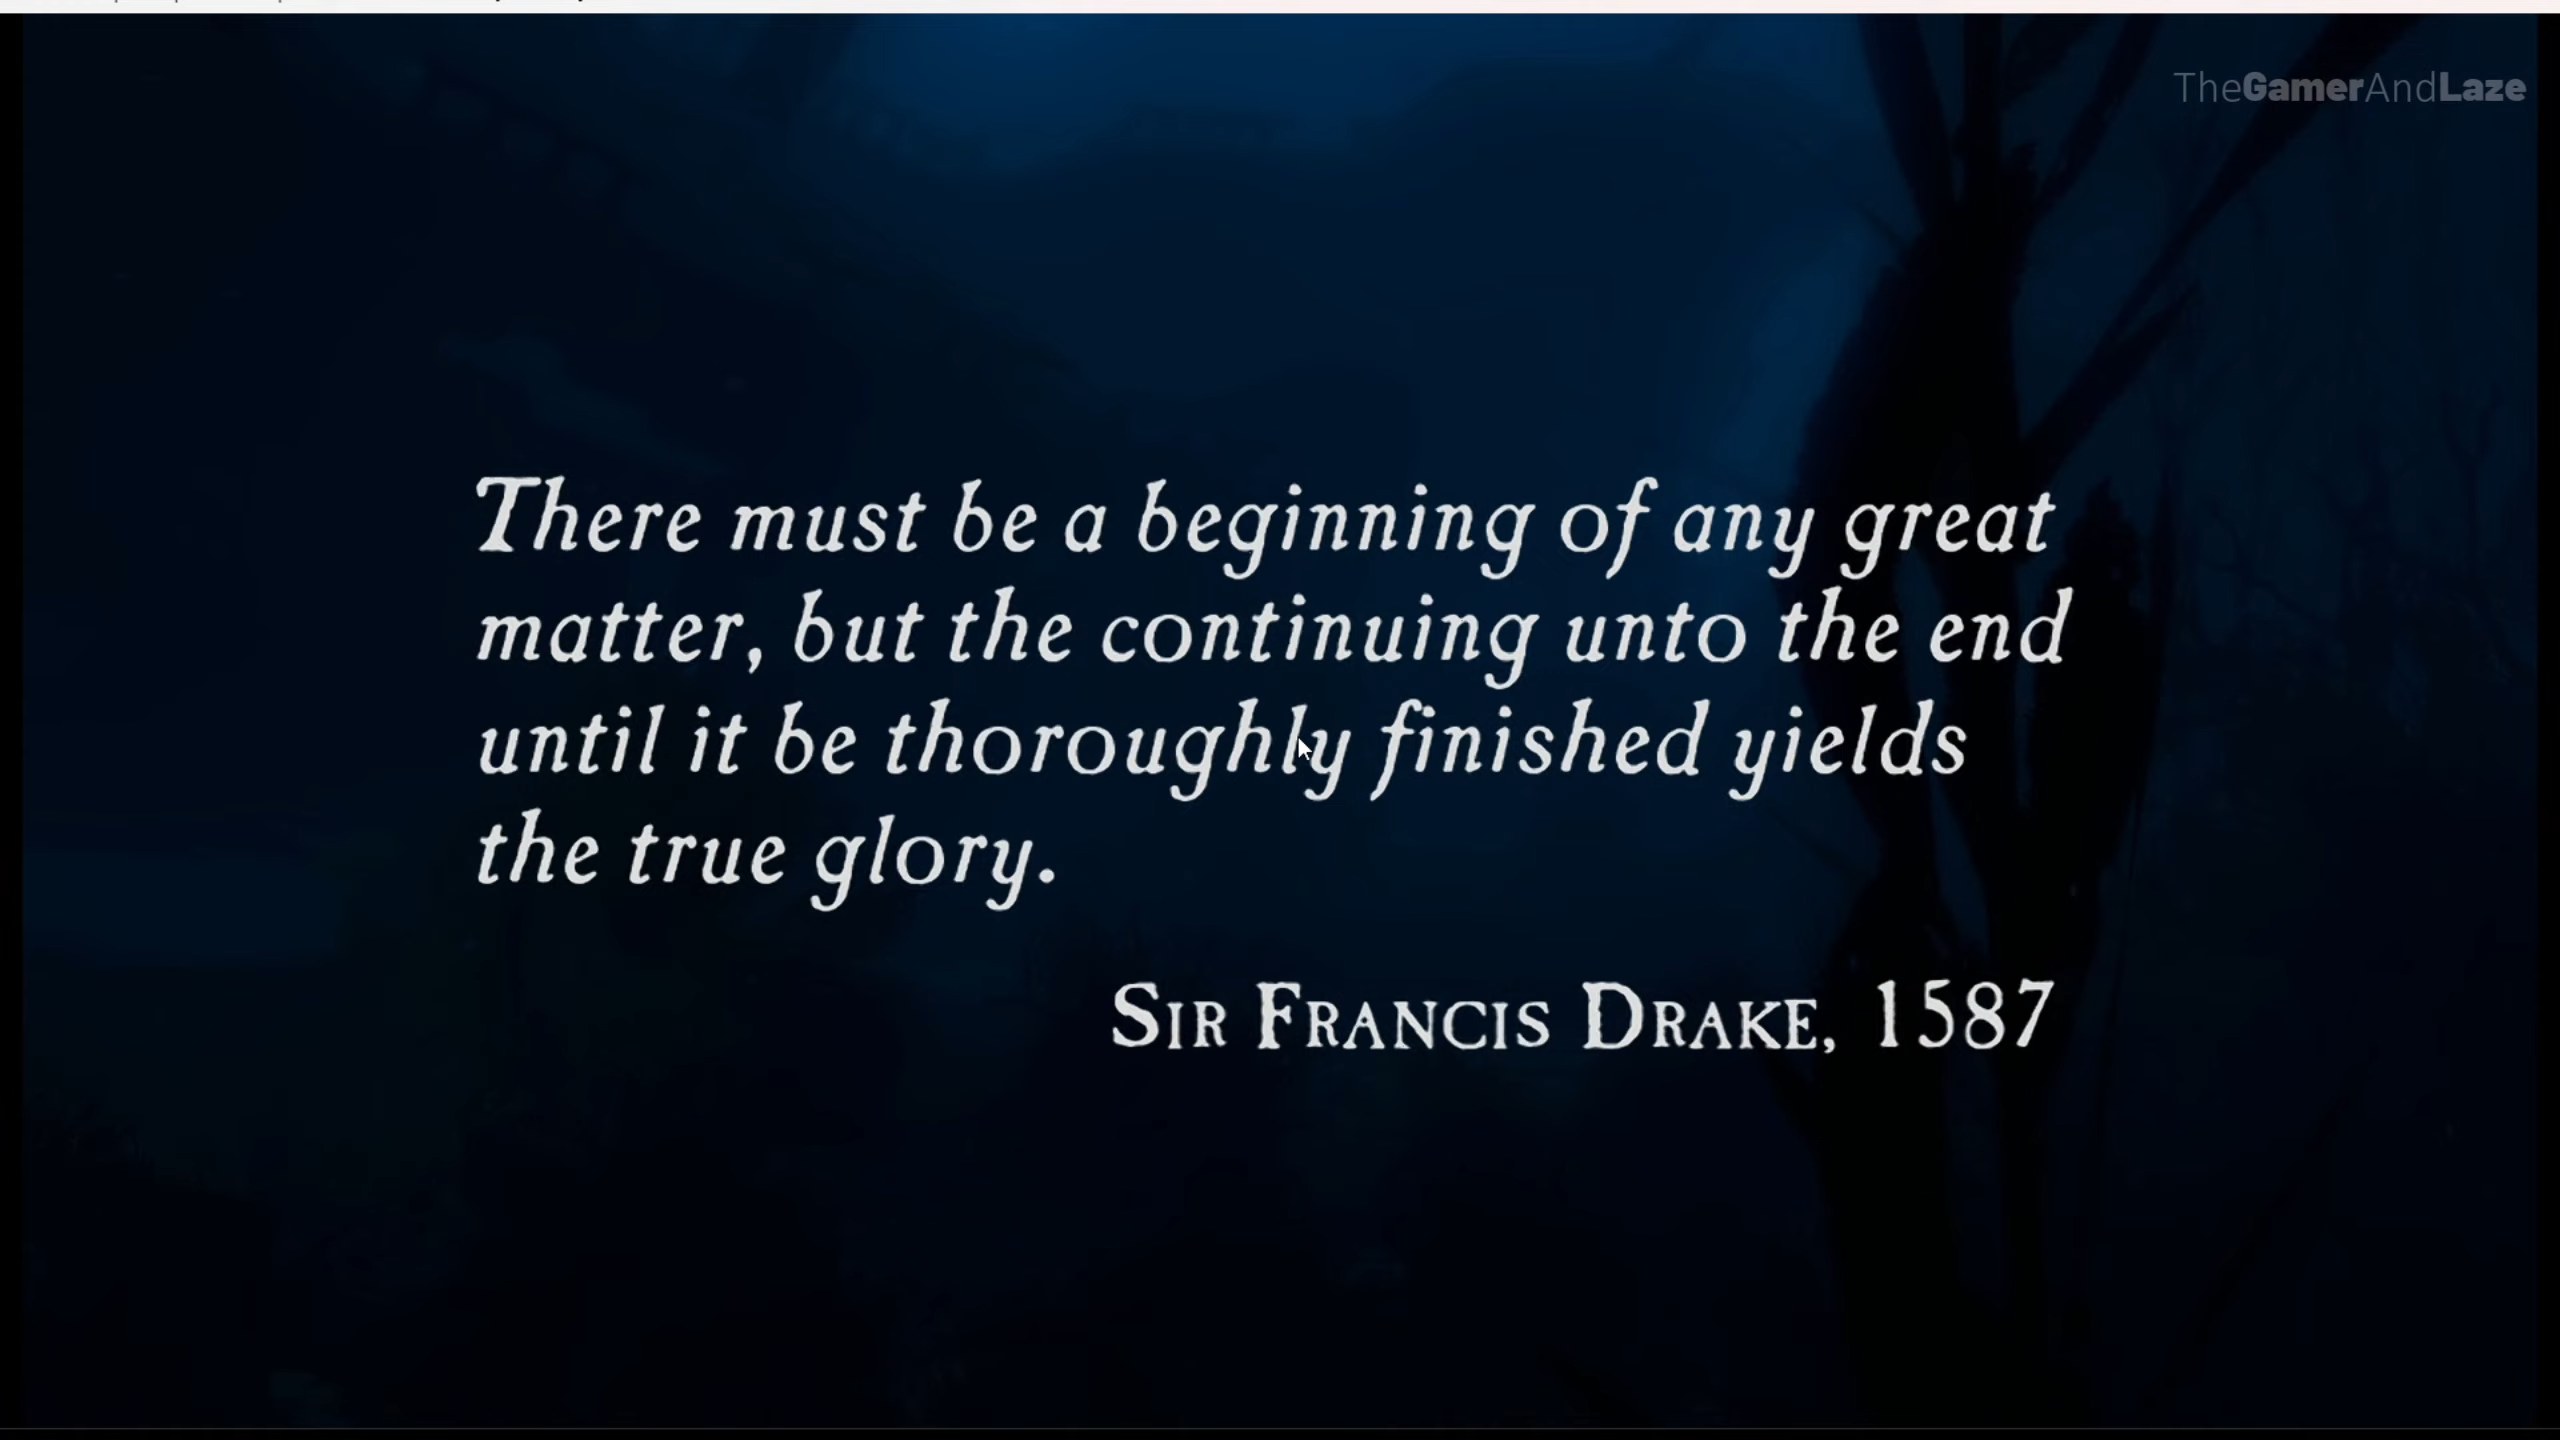 TheGamerAndLaze
There must be a beginning of any great
matter, but the continuing unto the end
until it be thoroughly finished yields
the true glory.
SIR FRANCIS DRAKE, 1587